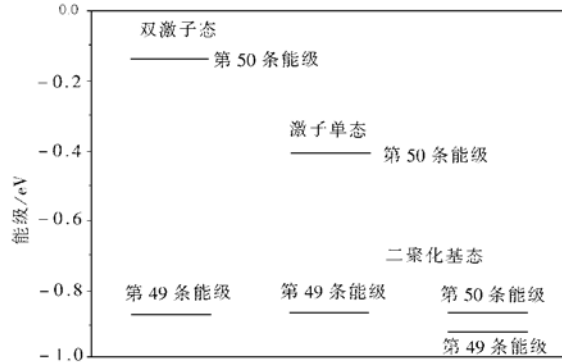 0.0
双激子态
第 50 条能级
-0.2
激子单态
-0.4
第 50 条能级
能级/eV
-0.6
二聚化基态
-0.8
第 49 条能级
第 49 条能级
第 50 条能级
第 49 条能级
-1.0